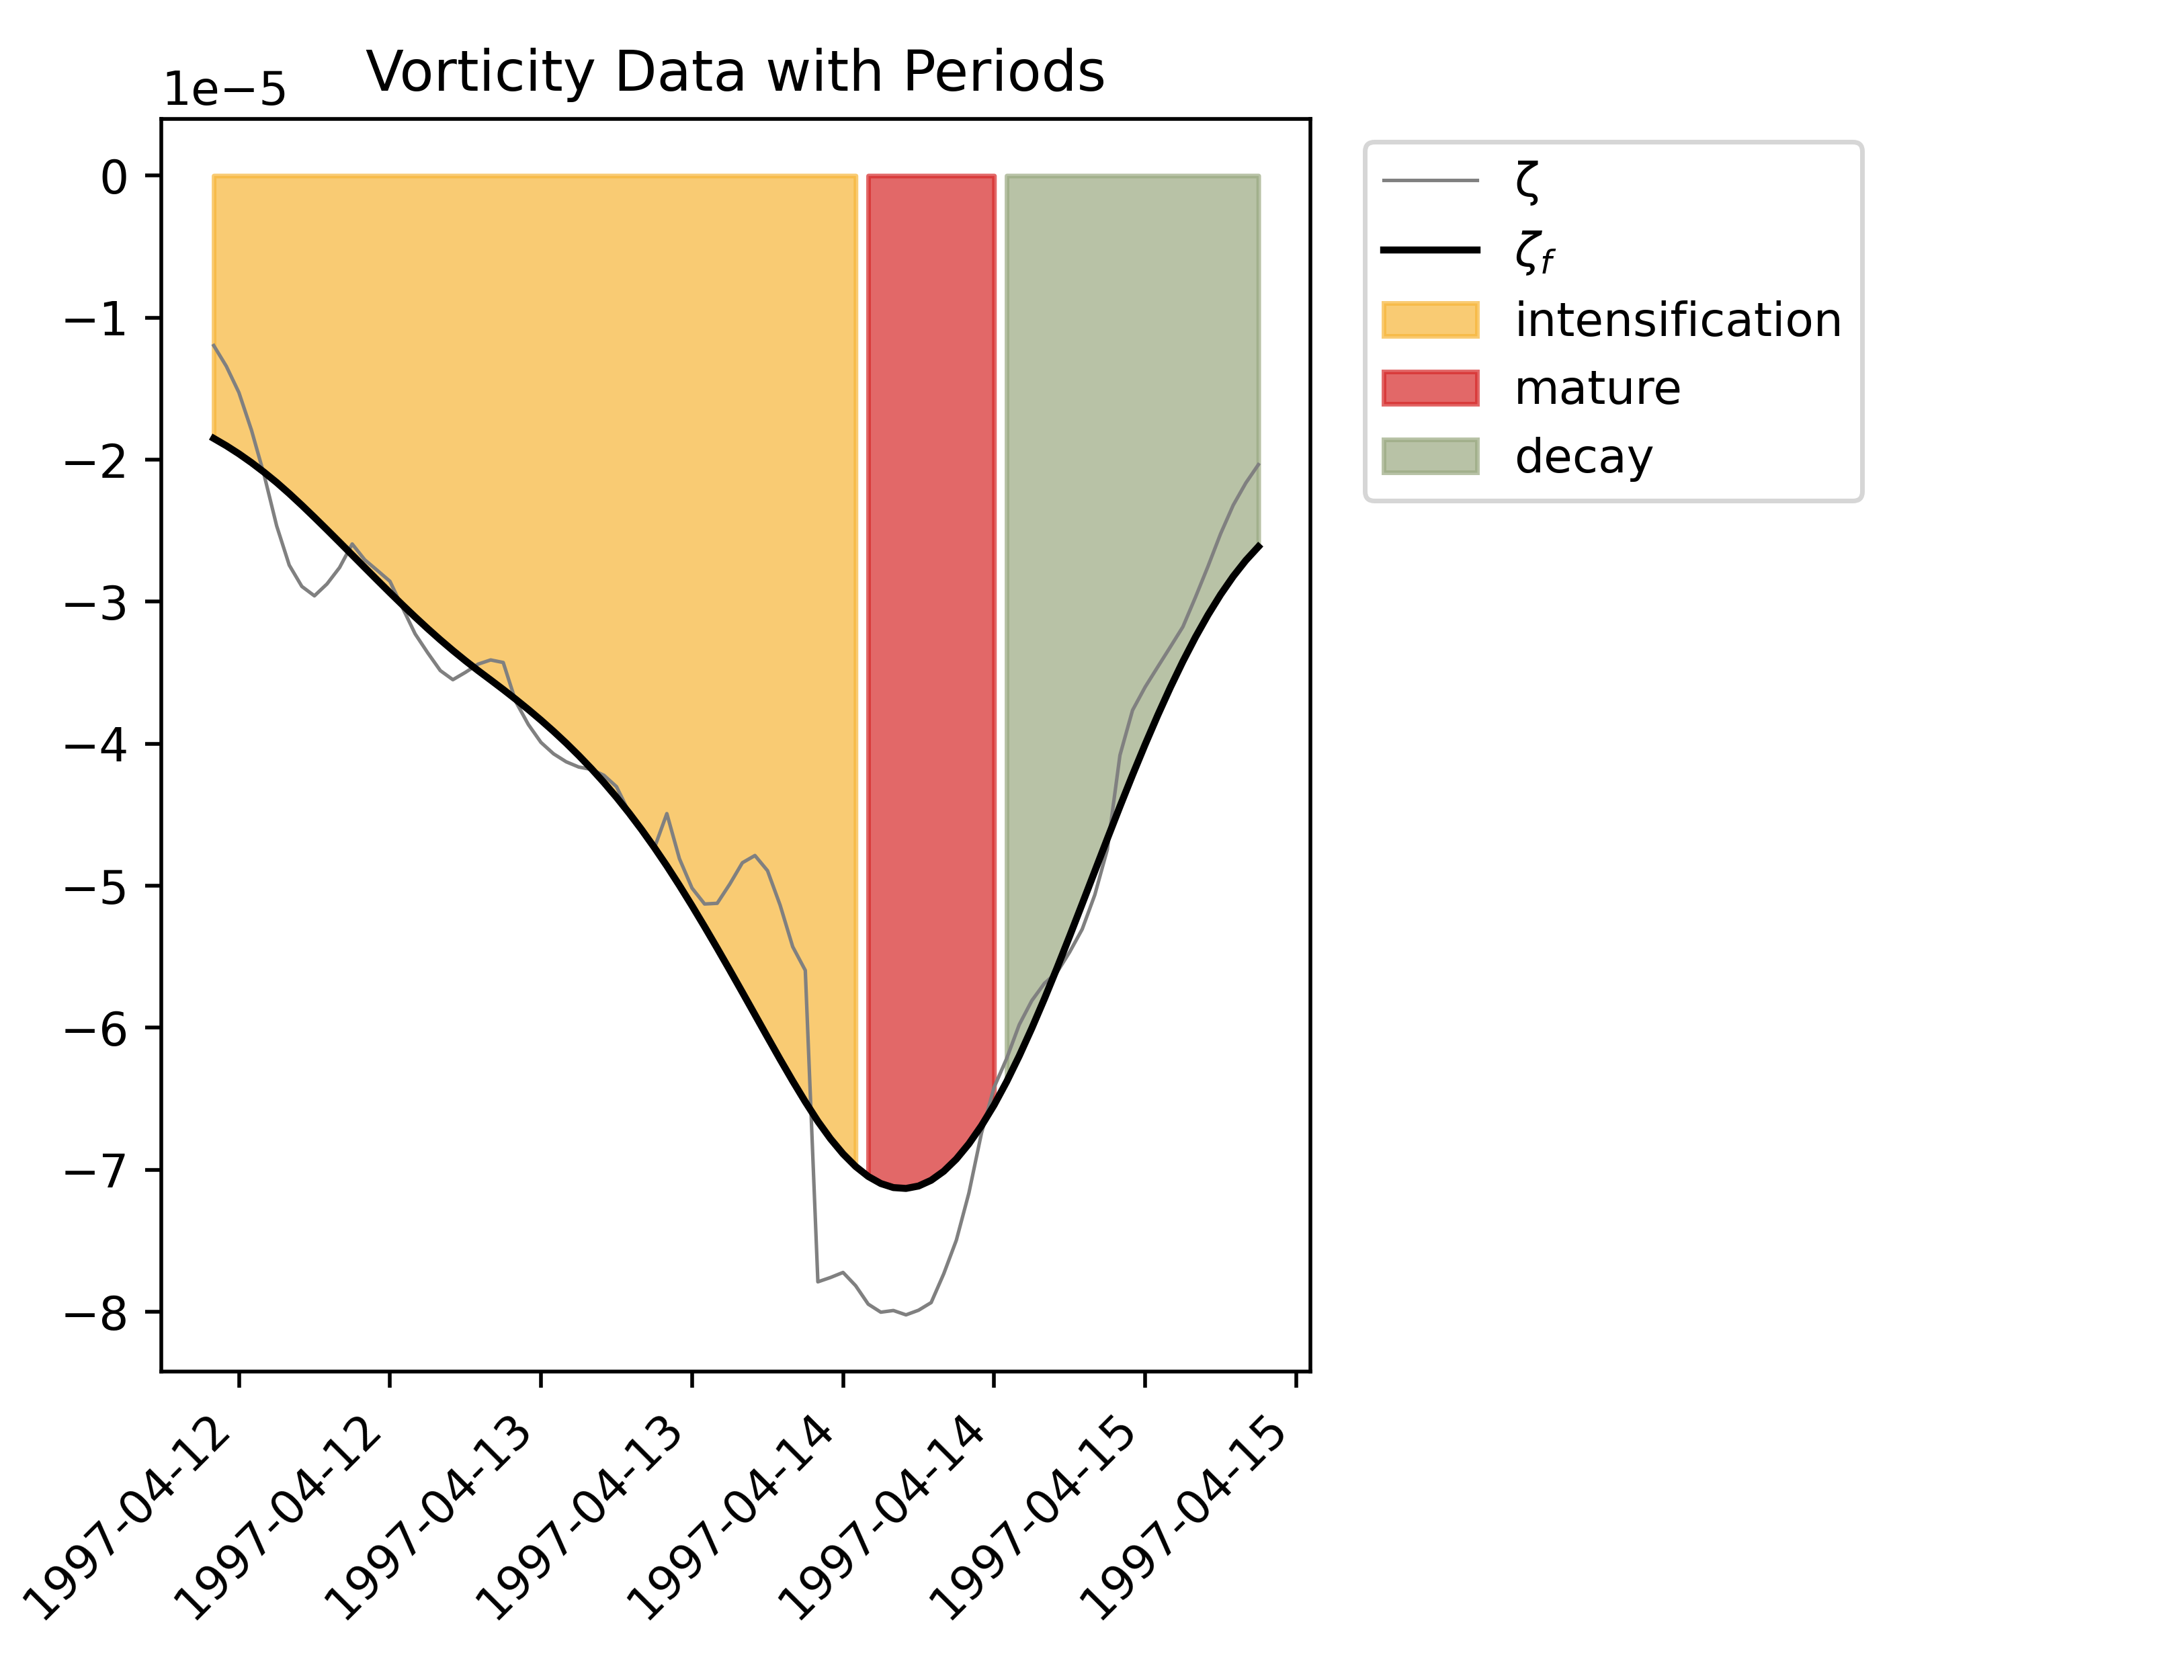 Vorticity Data with Periods
1e−5
0
−1
−2
−3
−4
−5
−6
−7
−8
1997-04-12
1997-04-12
1997-04-13
1997-04-13
1997-04-14
1997-04-14
1997-04-15
1997-04-15
ζ
ζf
intensification
mature
decay